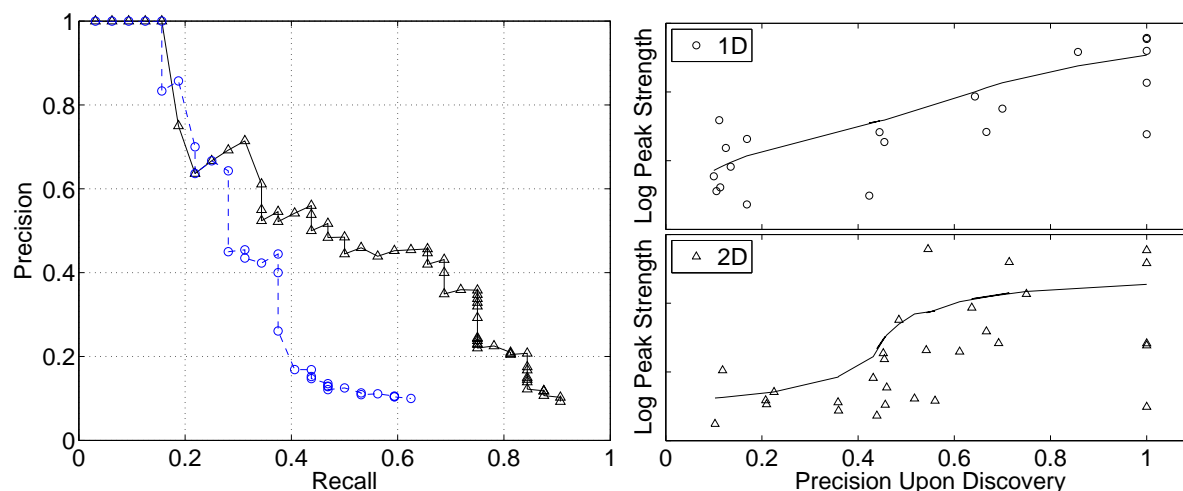 1
0.8
0.6
0.4
0.2
0
0 0.2 0.4 0.6 0.8 1
Precision
Recall
1D
Log Peak Strength
2D
Log Peak Strength
0 0.2 0.4 0.6 0.8 1
Precision Upon Discovery